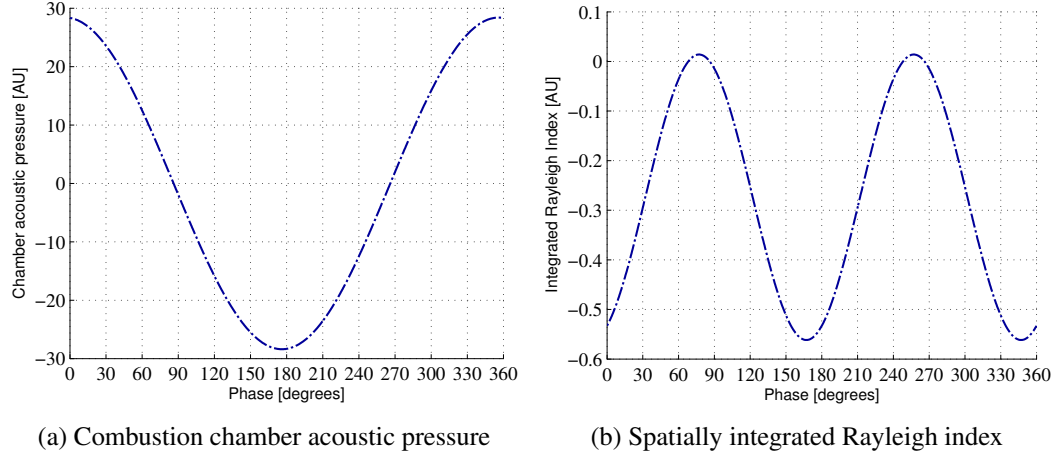 30
20
10
0
−10
−20
−30
0 30 60 90 120 150 180 210 240 270 300 330 360
Phase [degrees]
Chamber acoustic pressure [AU]
(a) Combustion chamber acoustic pressure
0.1
0
−0.1
−0.2
−0.3
−0.4
−0.5
−0.6
0 30 60 90 120 150 180 210 240 270 300 330 360
Phase [degrees]
Integrated Rayleigh Index [AU]
(b) Spatially integrated Rayleigh index